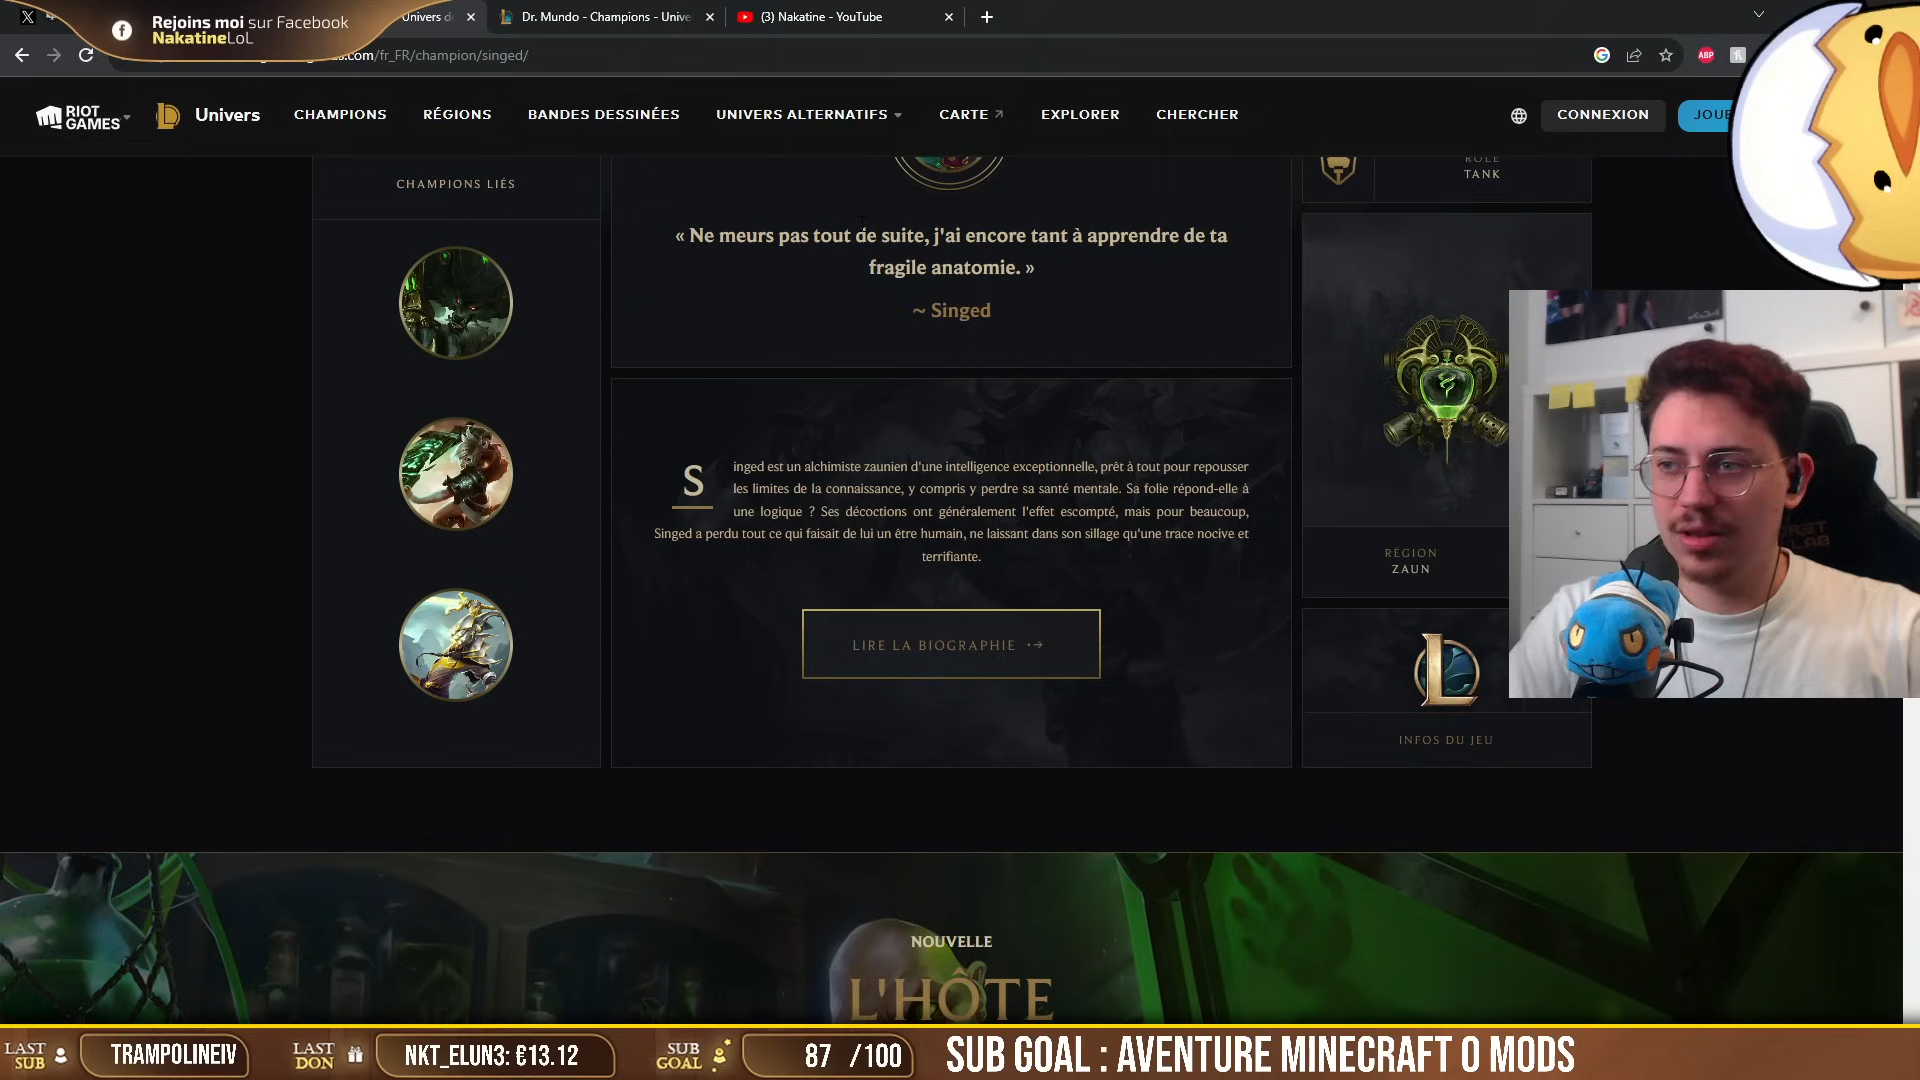 Rejoins moi sur Facebook
NakatineLoL
Univers d
Dr. Mundo - Champions - Unive
(3) Nakatine - YouTube
.com/fr_FR/champion/singed/
ABP
RIOT GAMES
Univers
CHAMPIONS
RÉGIONS
BANDES DESSINÉES
UNIVERS ALTERNATIFS
CARTE
EXPLORER
CHERCHER
CONNEXION
JOUE
CHAMPIONS LIÉS
RÔLE
TANK
« Ne meurs pas tout de suite, j'ai encore tant à apprendre de ta
fragile anatomie. »
~ Singed
Singed est un alchimiste zaunien d'une intelligence exceptionnelle, prêt à tout pour repousser
les limites de la connaissance, y compris y perdre sa santé mentale. Sa folie répond-elle à
une logique ? Ses décoctions ont généralement l'effet escompté, mais pour beaucoup,
Singed a perdu tout ce qui faisait de lui un être humain, ne laissant dans son sillage qu'une trace nocive et
terrifiante.
LIRE LA BIOGRAPHIE
RÉGION
ZAUN
INFOS DU JEU
NOUVELLE
L'HÔTE
LAST SUB
TRAMPOLINEIV
LAST DON
NKT_ELUN3: €13.12
SUB GOAL
87 /100
SUB GOAL : AVENTURE MINECRAFT 0 MODS